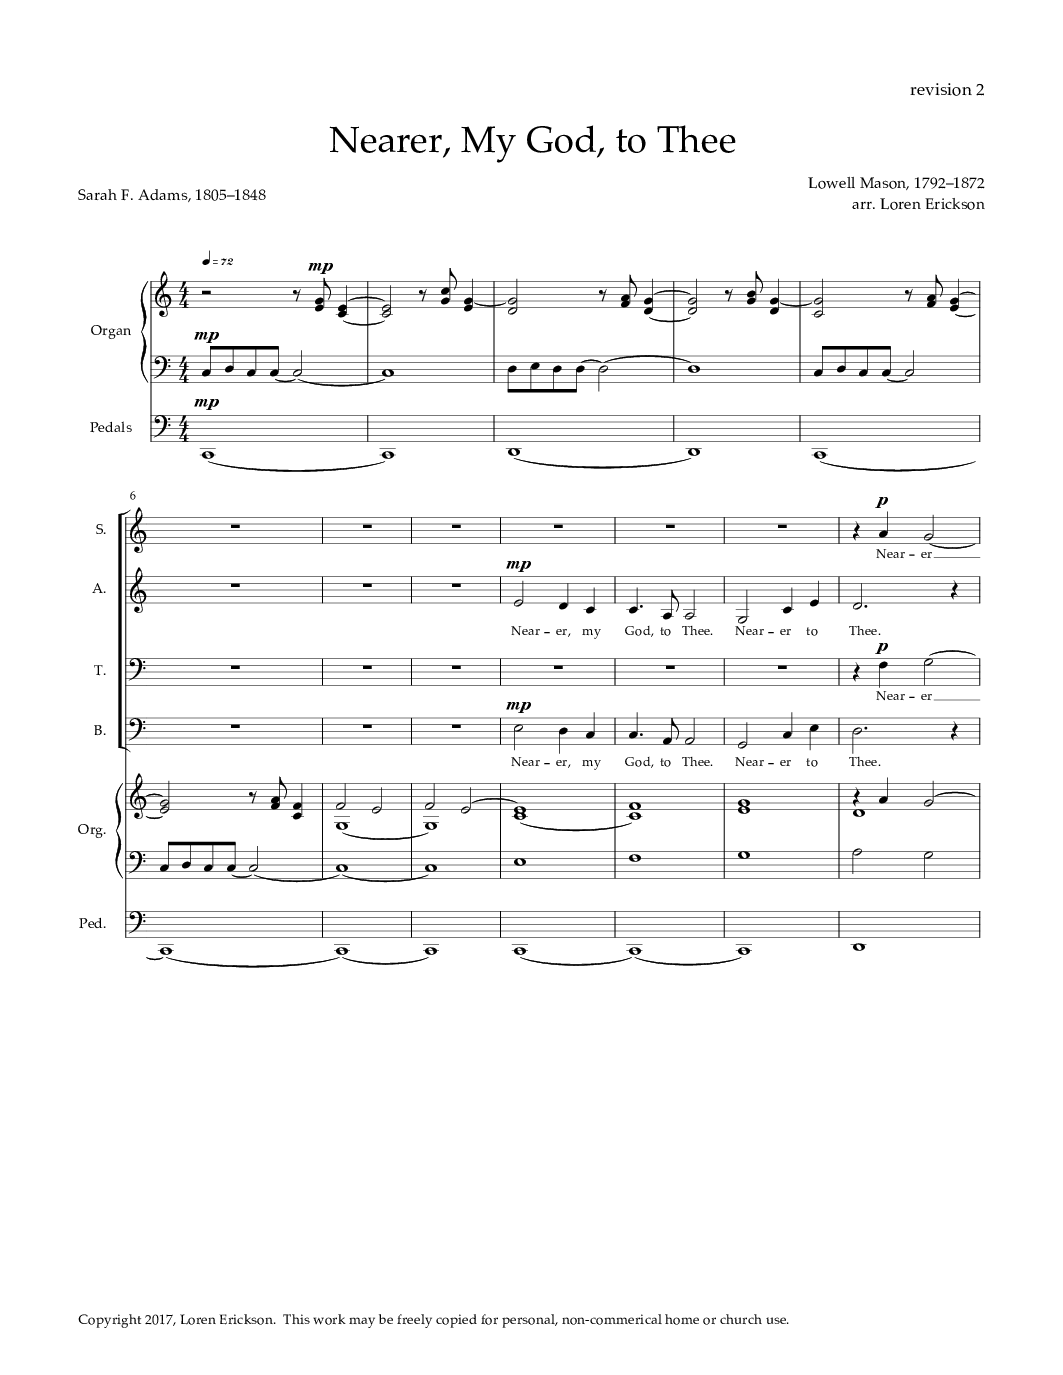 revision 2
Nearer, My God, to Thee
Sarah F. Adams, 1805–1848
Lowell Mason, 1792–1872
arr. Loren Erickson
= 72
mp
Organ
mp
mp
Pedals
6
p
S.
Near - er
mp
A.
Near - er, my God, to Thee. Near - er to Thee.
p
T.
Near - er
mp
B.
Near - er, my God, to Thee. Near - er to Thee.
Org.
Ped.
Copyright 2017, Loren Erickson. This work may be freely copied for personal, non-commerical home or church use.